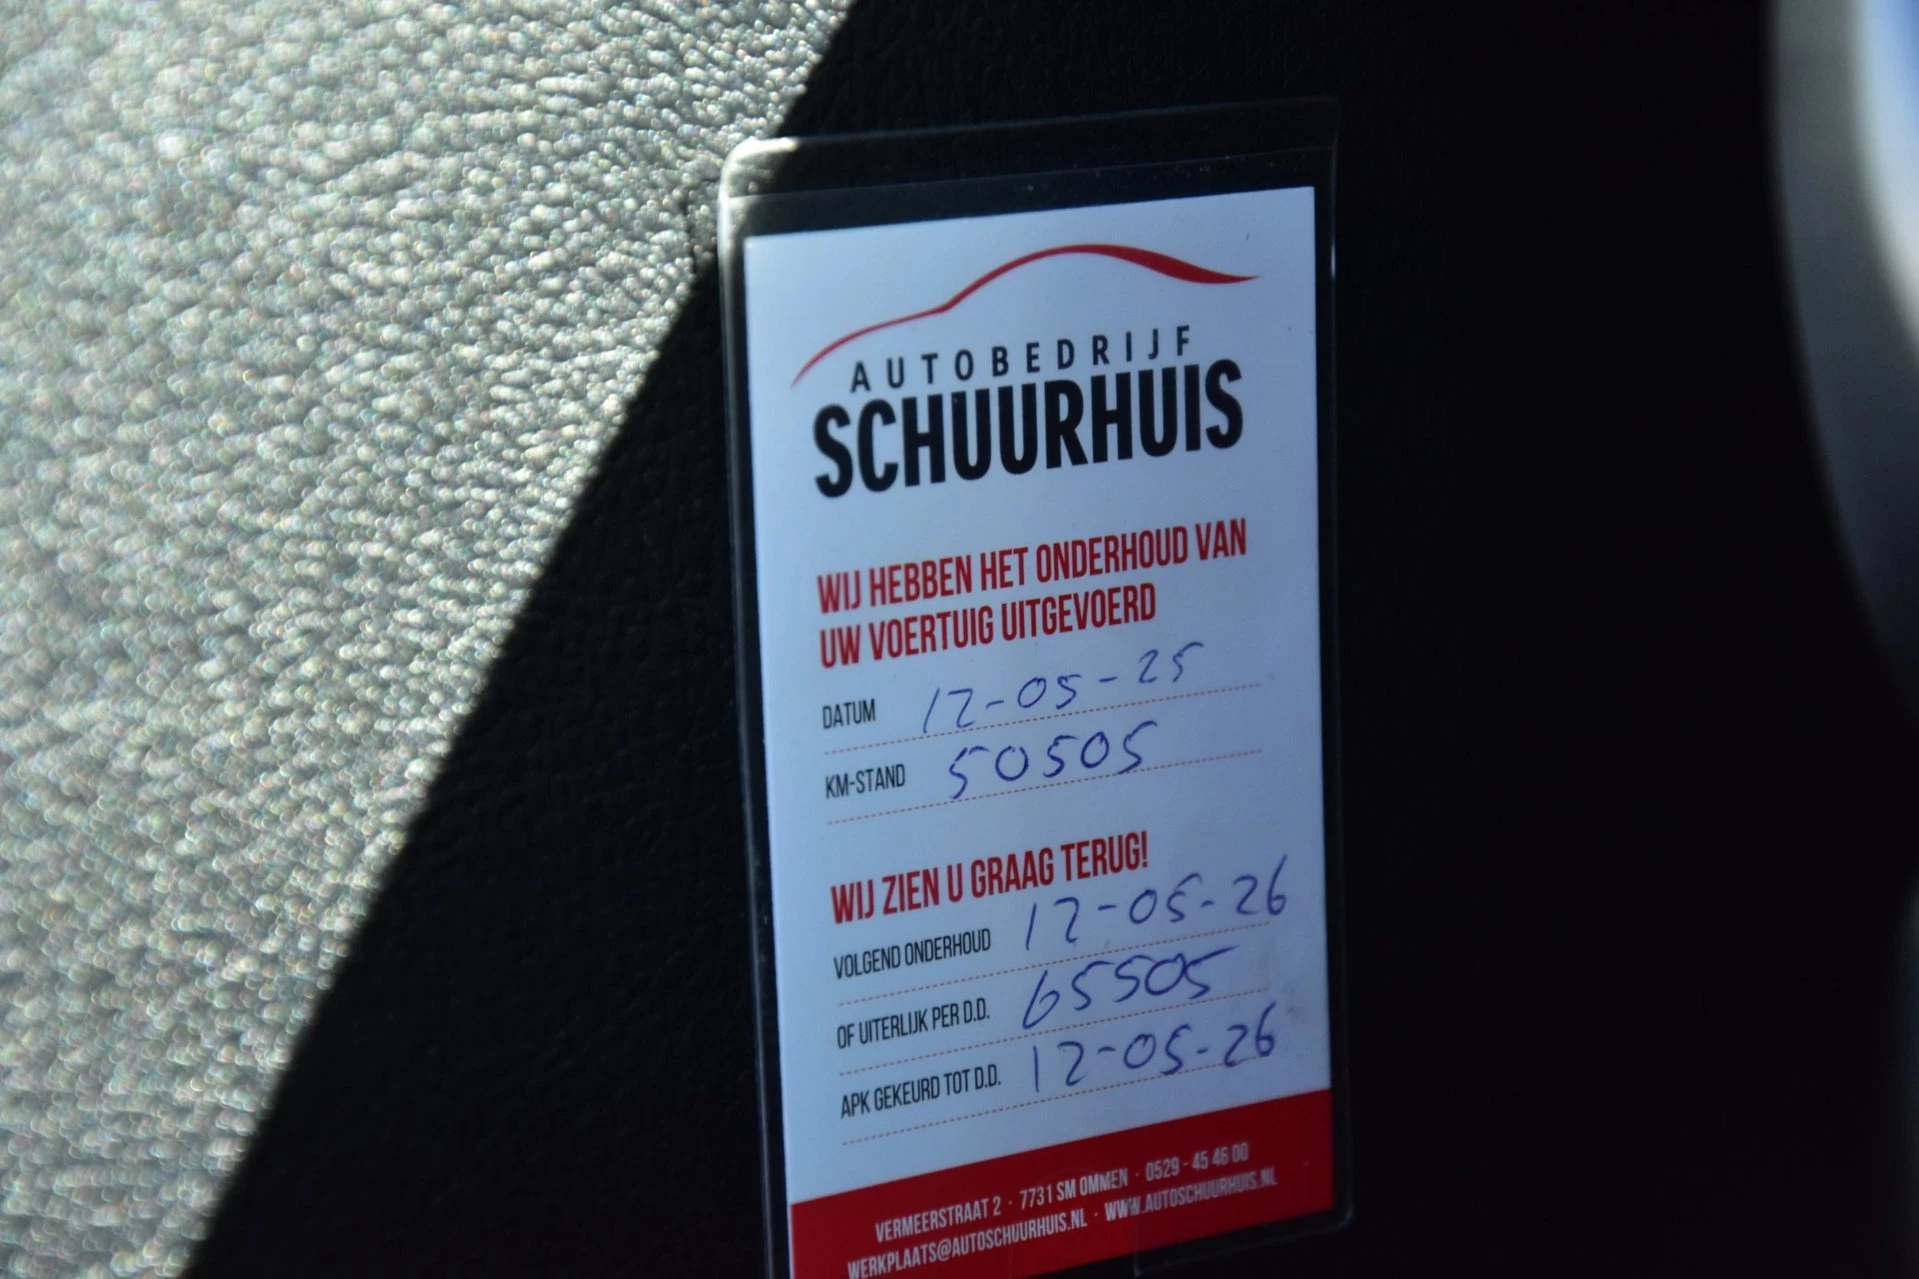 AUTOBEDRIJF
SCHUURHUIS
WIJ HEBBEN HET ONDERHOUD VAN
UW VOERTUIG UITGEVOERD
DATUM 12-05-25
KM-STAND 50505
WIJ ZIEN U GRAAG TERUG!
VOLGEND ONDERHOUD 12-05-26
OF UITERLIJK PER D.D. 65505
APK GEKEURD TOT D.D. 12-05-26
VERMEERSTRAAT 2 · 7731 SM OMMEN · 0529 - 45 46 00
WERKPLAATS@AUTOSCHUURHUIS.NL · WWW.AUTOSCHUURHUIS.NL